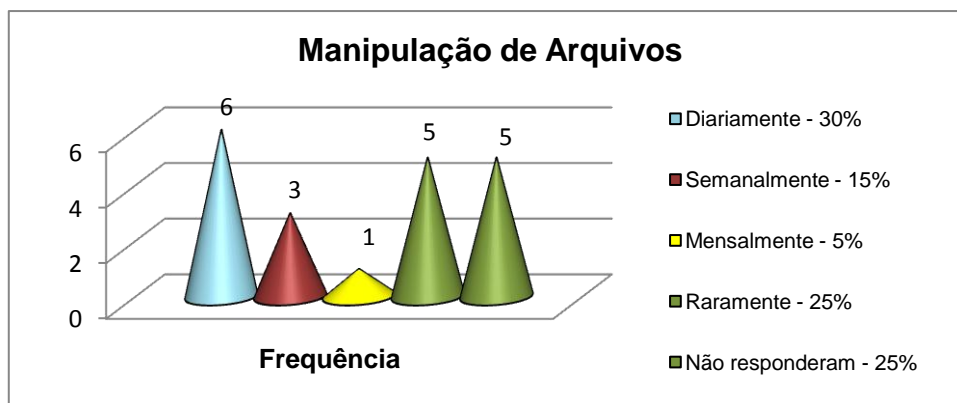 Manipulação de Arquivos
6
3
1
5
5
6
4
2
0
Frequência
Diariamente - 30%
Semanalmente - 15%
Mensalmente - 5%
Raramente - 25%
Não responderam - 25%